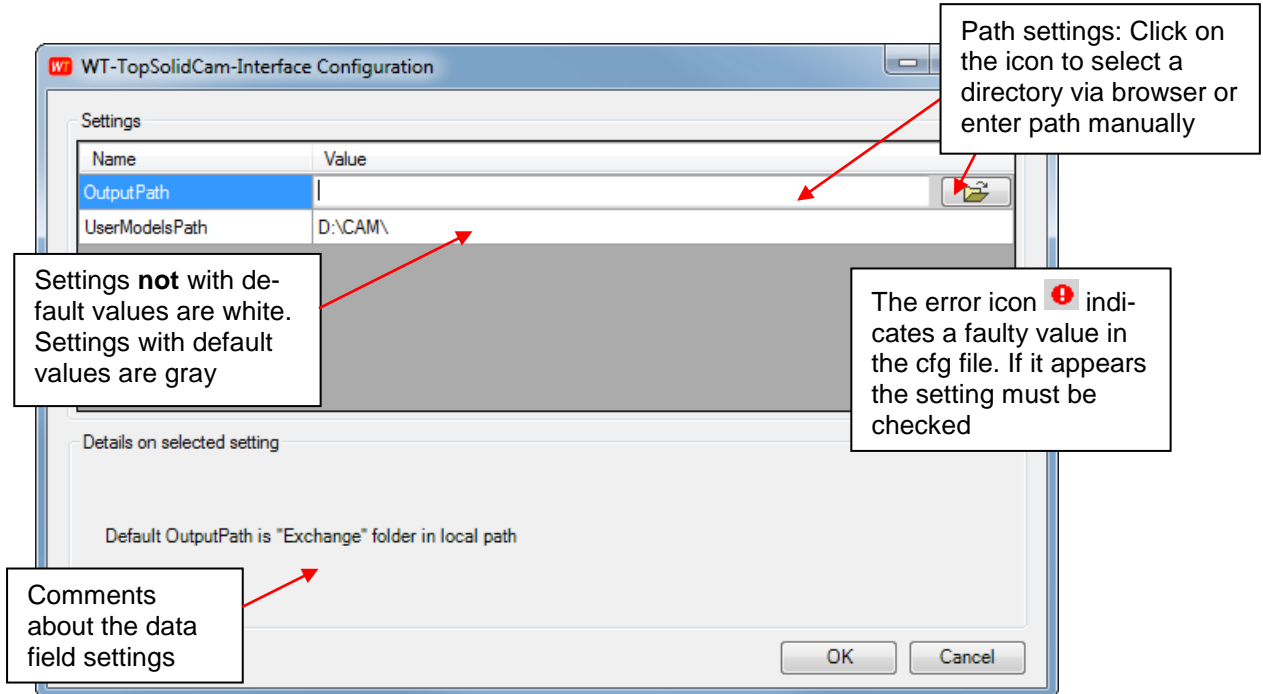 Path settings: Click on
the icon to select a
directory via browser or
enter path manually
WT WT-TopSolidCam-Interface Configuration
Settings
Name Value
OutputPath
UserModelsPath D:\CAM\
Settings not with de-
fault values are white.
Settings with default
values are gray
The error icon indi-
cates a faulty value in
the cfg file. If it appears
the setting must be
checked
Details on selected setting
Default OutputPath is "Exchange" folder in local path
Comments
about the data
field settings
OK Cancel